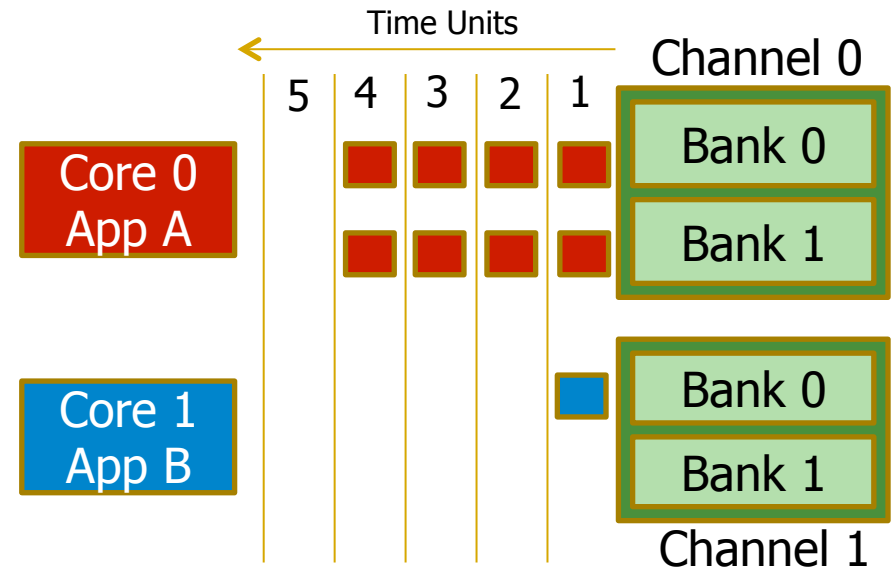 Time Units
Channel 0
5 4 3 2 1
Bank 0
Core 0
App A
Bank 1
Bank 0
Core 1
App B
Bank 1
Channel 1